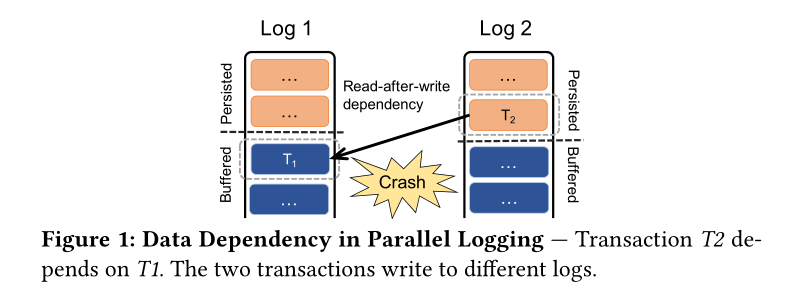 Log 1
Log 2
Persisted
...
...
Read-after-write
dependency
...
T2
Persisted
Buffered
T1
...
Crash
...
...
Buffered
Figure 1: Data Dependency in Parallel Logging — Transaction T2 de-
pends on T1. The two transactions write to different logs.